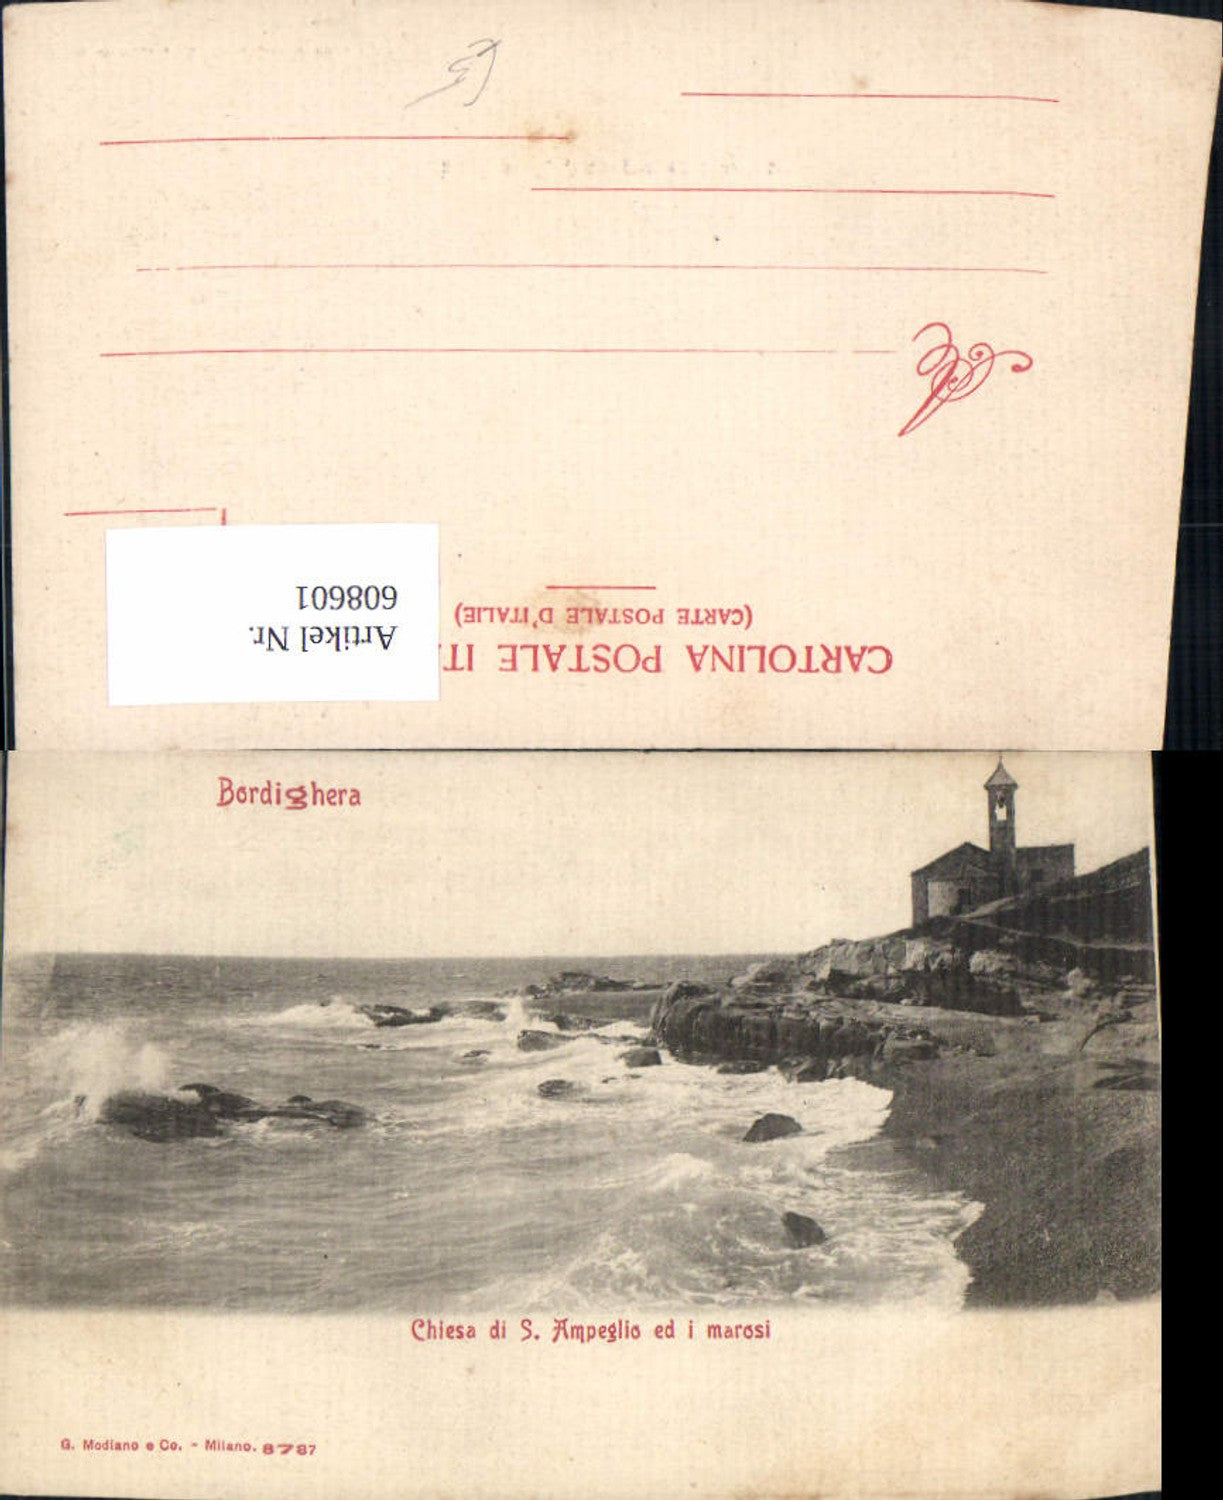 CARTOLINA POSTALE IT
(CARTE POSTALE D'ITALIE)
Artikel Nr.
608601
Bordighera
Chiesa di S. Ampeglio ed i marosi
G. Modiano e Co. - Milano. 8787